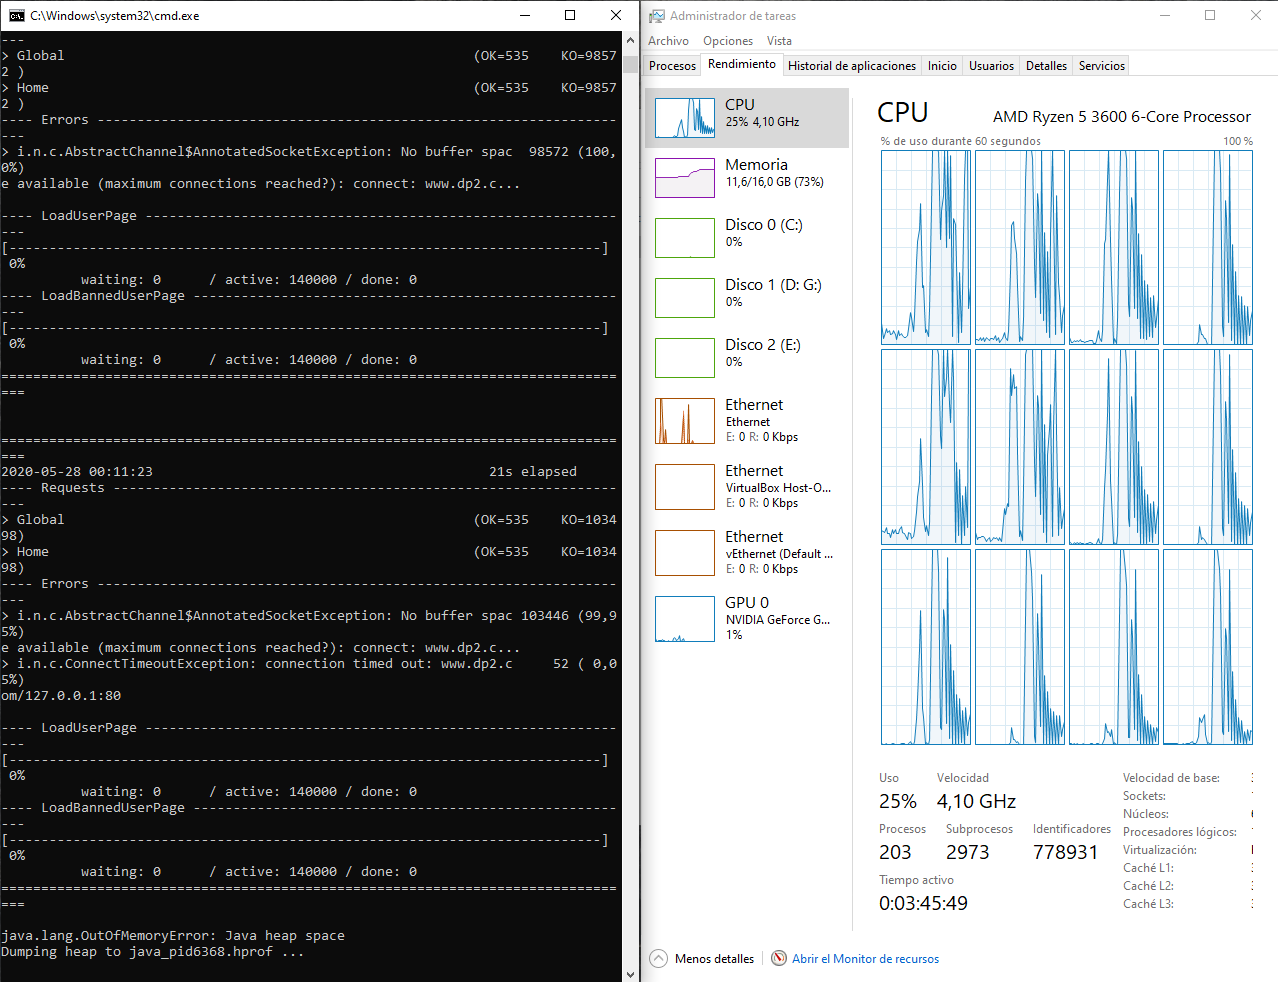 C:\Windows\system32\cmd.exe
---
> Global (OK=535 KO=9857
2 )
> Home (OK=535 KO=9857
2 )
---- Errors -----------------------------------------------------------------
---
> i.n.c.AbstractChannel$AnnotatedSocketException: No buffer spac 98572 (100,
0%)
e available (maximum connections reached?): connect: www.dp2.c...
---- LoadUserPage -----------------------------------------------------------
---
[--------------------------------------------------------------------------]
0%
waiting: 0 / active: 140000 / done: 0
---- LoadBannedUserPage -----------------------------------------------------
---
[--------------------------------------------------------------------------]
0%
waiting: 0 / active: 140000 / done: 0
=============================================================================
===
=============================================================================
===
2020-05-28 00:11:23 21s elapsed
---- Requests ---------------------------------------------------------------
---
> Global (OK=535 KO=1034
98)
> Home (OK=535 KO=1034
98)
---- Errors -----------------------------------------------------------------
---
> i.n.c.AbstractChannel$AnnotatedSocketException: No buffer spac 103446 (99,9
5%)
e available (maximum connections reached?): connect: www.dp2.c...
> i.n.c.ConnectTimeoutException: connection timed out: www.dp2.c 52 ( 0,0
5%)
om/127.0.0.1:80
---- LoadUserPage -----------------------------------------------------------
---
[--------------------------------------------------------------------------]
0%
waiting: 0 / active: 140000 / done: 0
---- LoadBannedUserPage -----------------------------------------------------
---
[--------------------------------------------------------------------------]
0%
waiting: 0 / active: 140000 / done: 0
=============================================================================
===
java.lang.OutOfMemoryError: Java heap space
Dumping heap to java_pid6368.hprof ...
Administrador de tareas
Archivo Opciones Vista
Procesos Rendimiento Historial de aplicaciones Inicio Usuarios Detalles Servicios
CPU
25% 4,10 GHz
Memoria
11,6/16,0 GB (73%)
Disco 0 (C:)
0%
Disco 1 (D: G:)
0%
Disco 2 (E:)
0%
Ethernet
Ethernet
E: 0 R: 0 Kbps
Ethernet
VirtualBox Host-O...
E: 0 R: 0 Kbps
Ethernet
vEthernet (Default ...
E: 0 R: 0 Kbps
GPU 0
NVIDIA GeForce G...
1%
CPU AMD Ryzen 5 3600 6-Core Processor
% de uso durante 60 segundos 100 %
Uso Velocidad
25% 4,10 GHz
Procesos Subprocesos Identificadores
203 2973 778931
Tiempo activo
0:03:45:49
Velocidad de base:
Sockets:
Núcleos:
Procesadores lógicos:
Virtualización:
Caché L1:
Caché L2:
Caché L3:
Menos detalles Abrir el Monitor de recursos